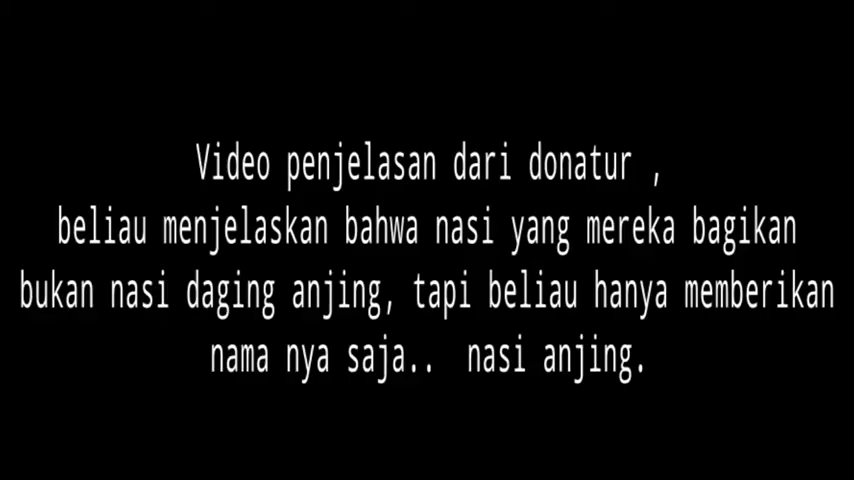 Video penjelasan dari donatur ,
beliau menjelaskan bahwa nasi yang mereka bagikan
bukan nasi daging anjing, tapi beliau hanya memberikan
nama nya saja.. nasi anjing.